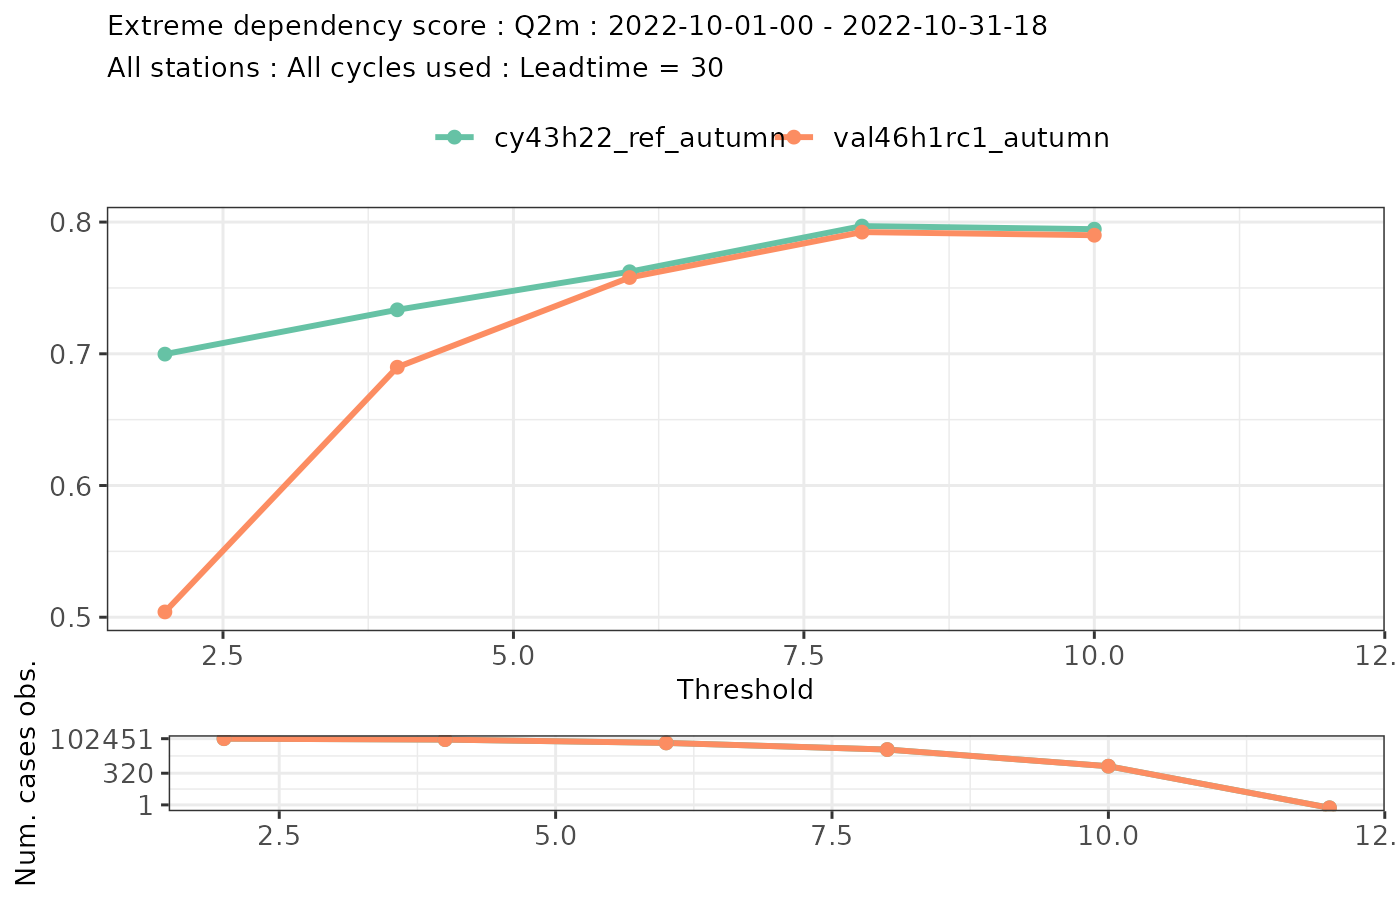 Extreme dependency score : Q2m : 2022-10-01-00 - 2022-10-31-18
All stations : All cycles used : Leadtime = 30
cy43h22_ref_autumn val46h1rc1_autumn
0.8
0.7
0.6
0.5
2.5 5.0 7.5 10.0 12.
Threshold
Num. cases obs.
102451
320
1
2.5 5.0 7.5 10.0 12.